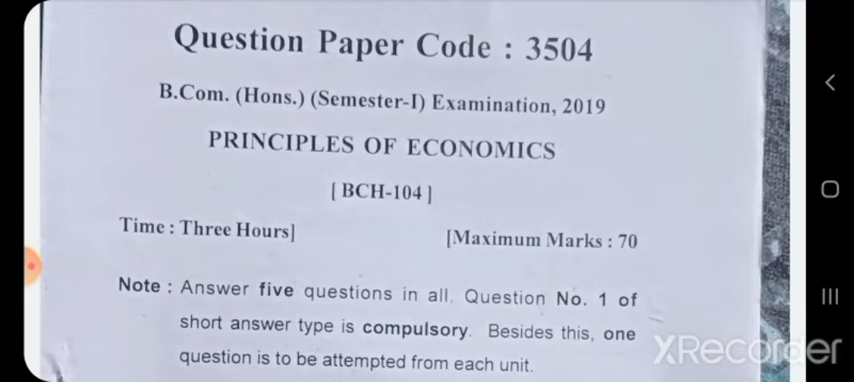 Question Paper Code : 3504
B.Com. (Hons.) (Semester-I) Examination, 2019
PRINCIPLES OF ECONOMICS
[ BCH-104 ]
Time : Three Hours]
[Maximum Marks : 70
Note : Answer five questions in all. Question No. 1 of
short answer type is compulsory. Besides this, one
question is to be attempted from each unit.
XRecorder